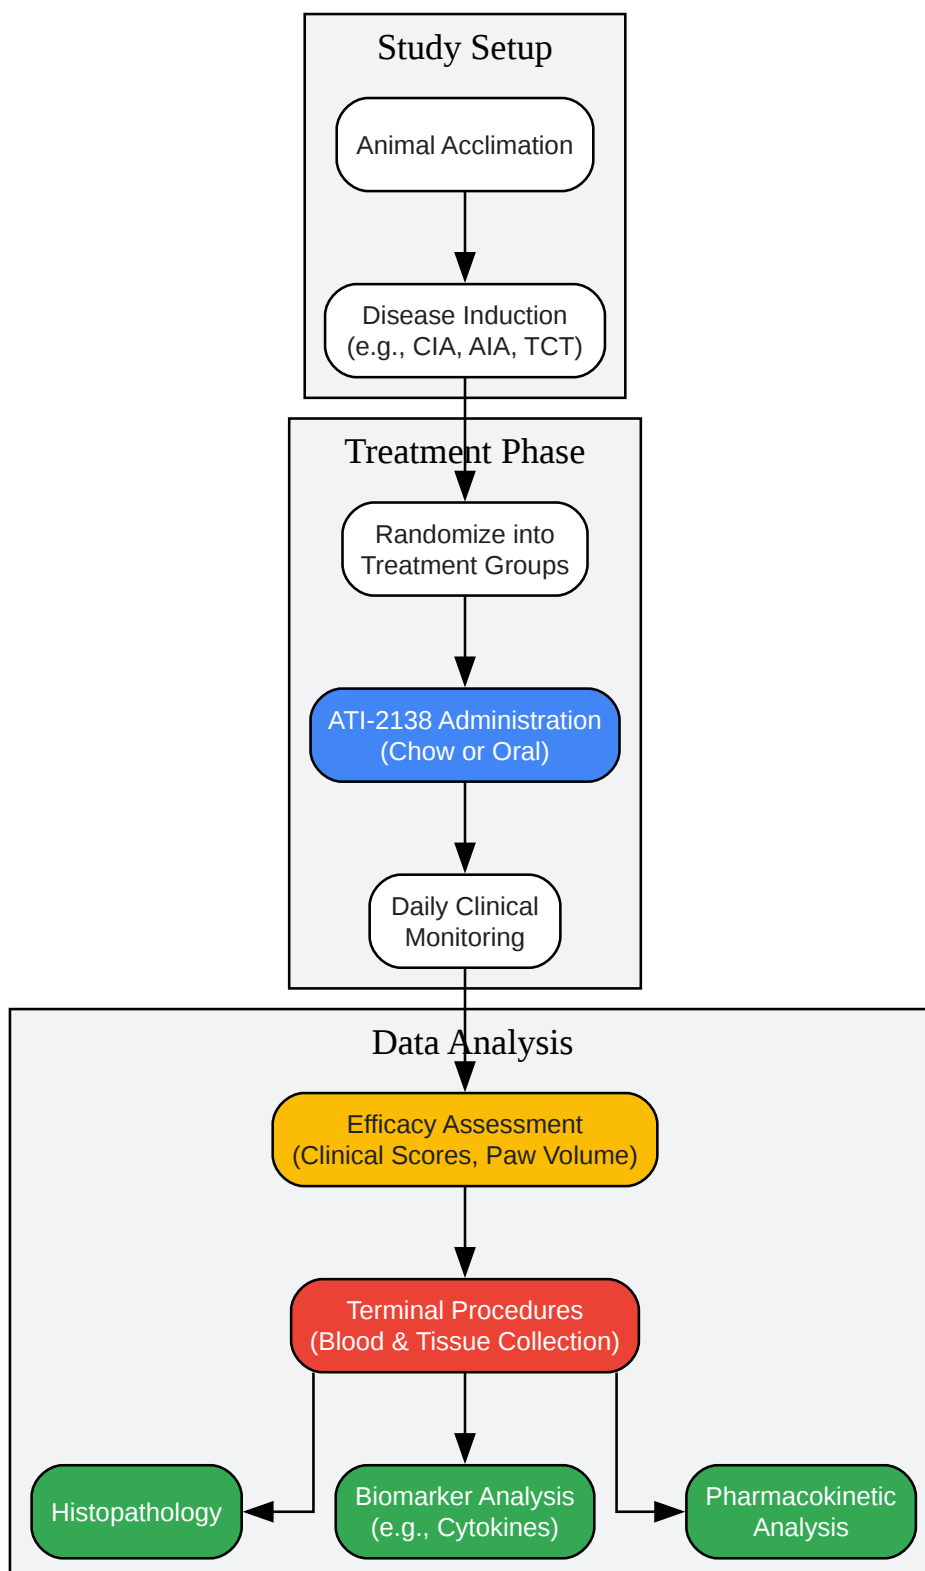 Study Setup
Animal Acclimation
Disease Induction
(e.g., CIA, AIA, TCT)
Treatment Phase
Randomize into
Treatment Groups
ATI-2138 Administration
(Chow or Oral)
Daily Clinical
Monitoring
Data Analysis
Efficacy Assessment
(Clinical Scores, Paw Volume)
Terminal Procedures
(Blood & Tissue Collection)
Histopathology
Biomarker Analysis
(e.g., Cytokines)
Pharmacokinetic
Analysis